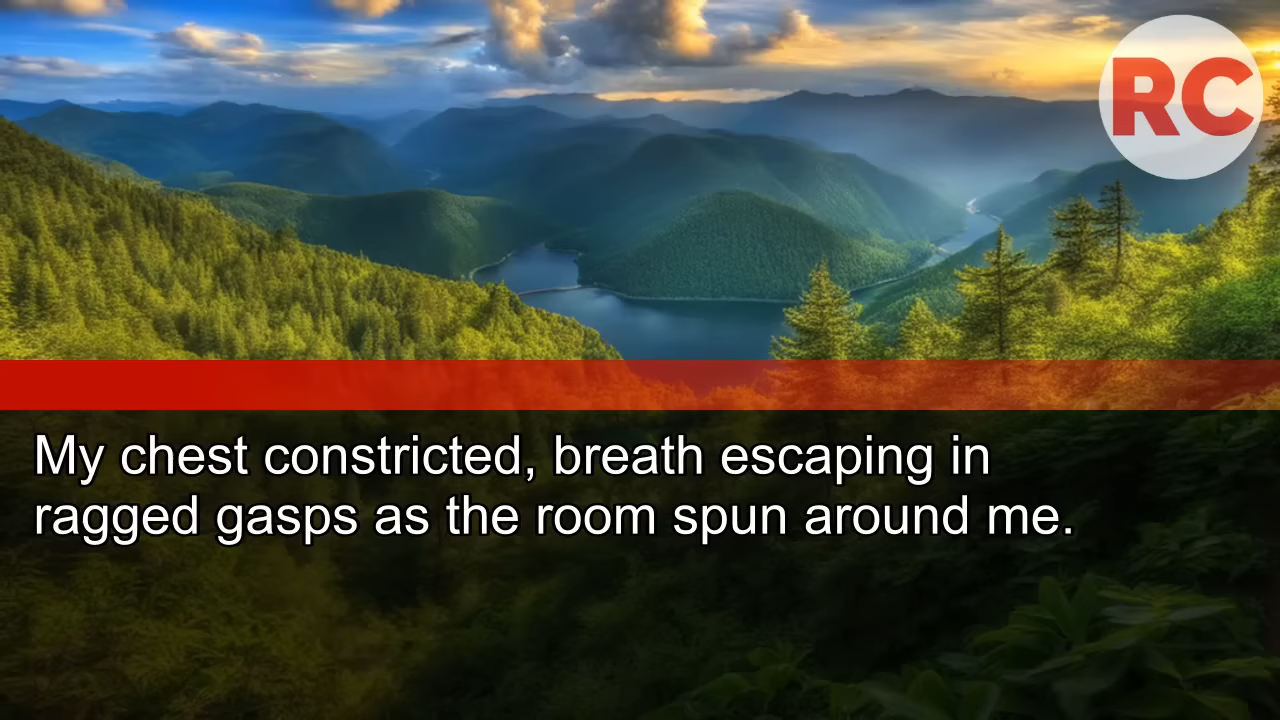 RC
My chest constricted, breath escaping in
ragged gasps as the room spun around me.